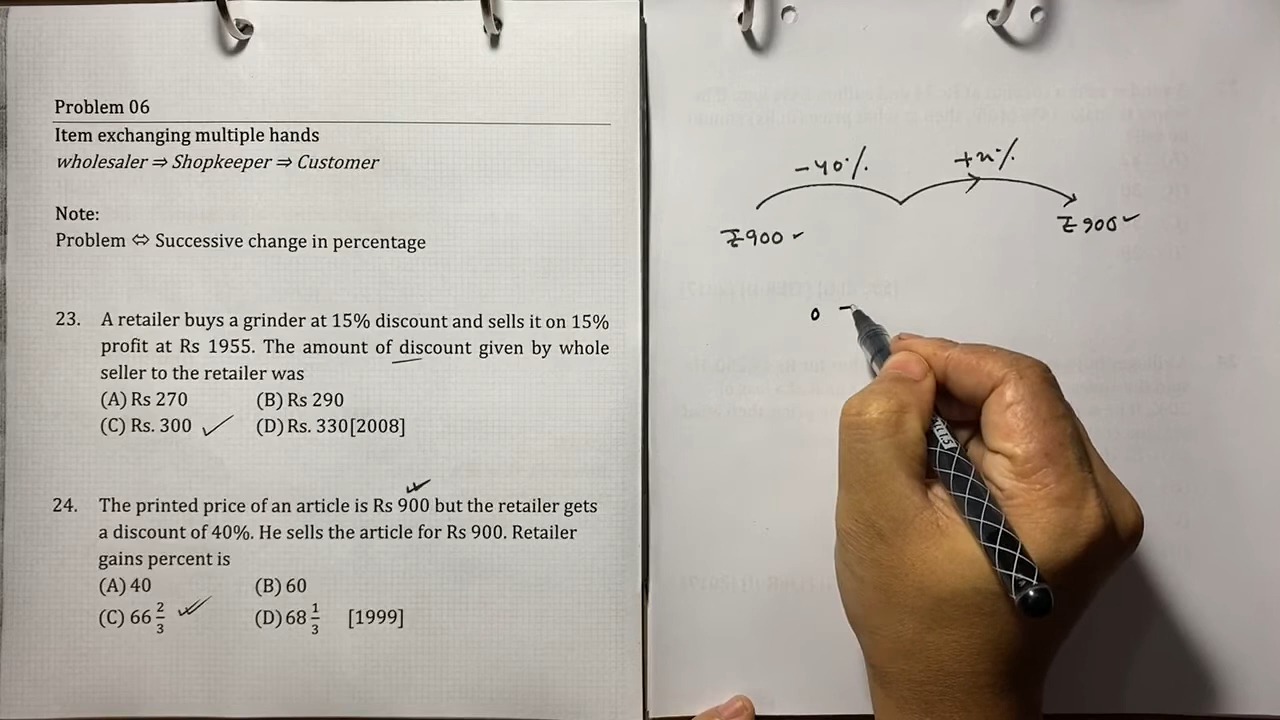 Problem 06
Item exchanging multiple hands
wholesaler ⇒ Shopkeeper ⇒ Customer
Note:
Problem ⇔ Successive change in percentage
23. A retailer buys a grinder at 15% discount and sells it on 15%
profit at Rs 1955. The amount of discount given by whole
seller to the retailer was
(A) Rs 270 (B) Rs 290
(C) Rs. 300 (D) Rs. 330[2008]
24. The printed price of an article is Rs 900 but the retailer gets
a discount of 40%. He sells the article for Rs 900. Retailer
gains percent is
(A) 40 (B) 60
(C) 66 2/3 (D) 68 1/3 [1999]
-40% +x%
₹900 ₹900
0 -